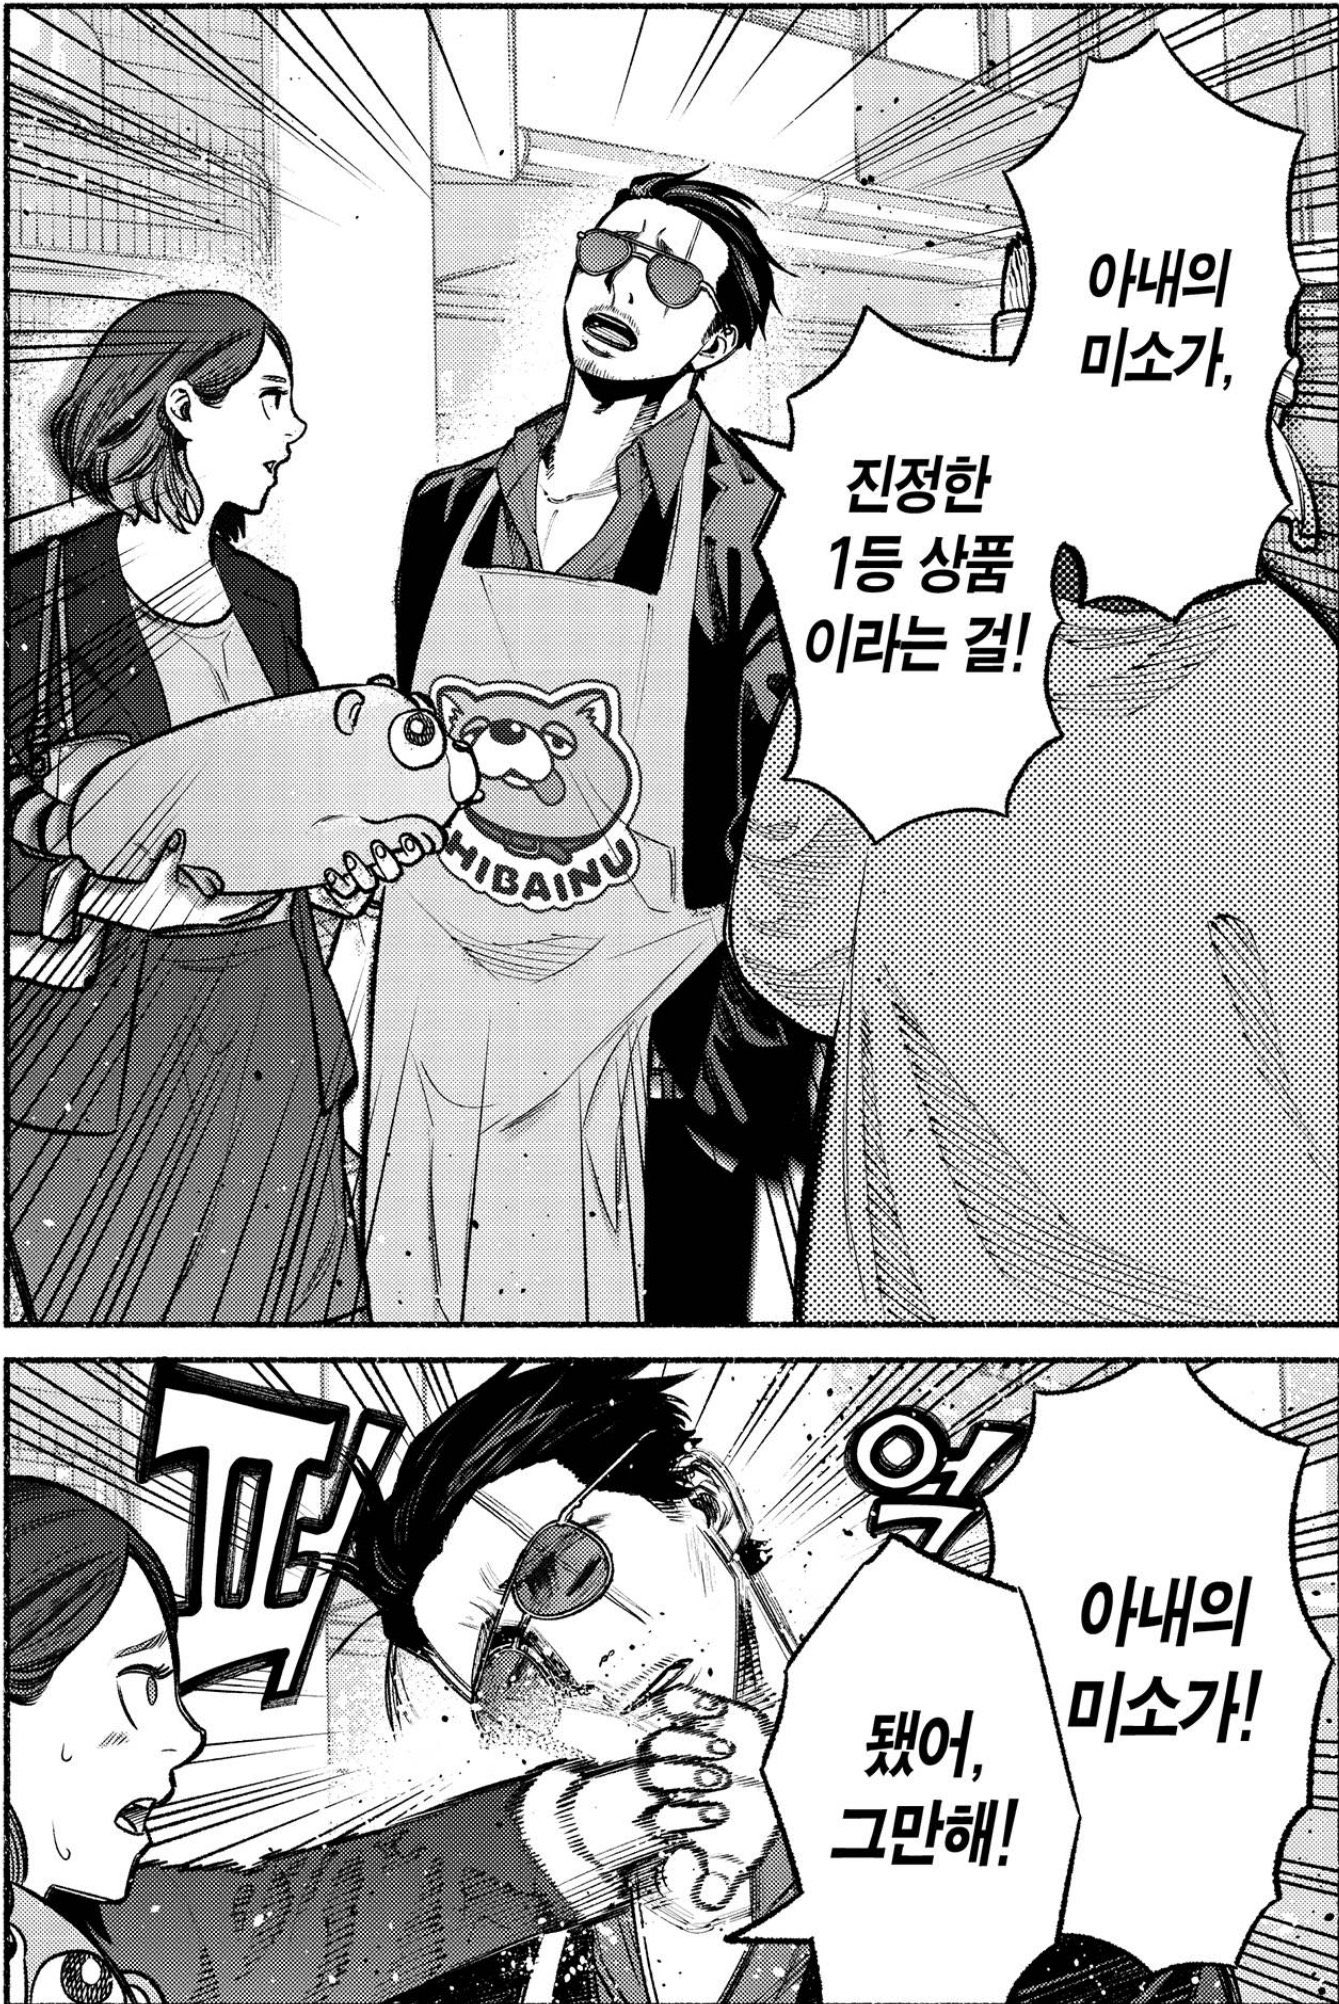 아내의
미소가,
진정한
1등 상품
이라는 걸!
HIBAINU
퍽!
억
아내의
미소가!
됐어,
그만해!